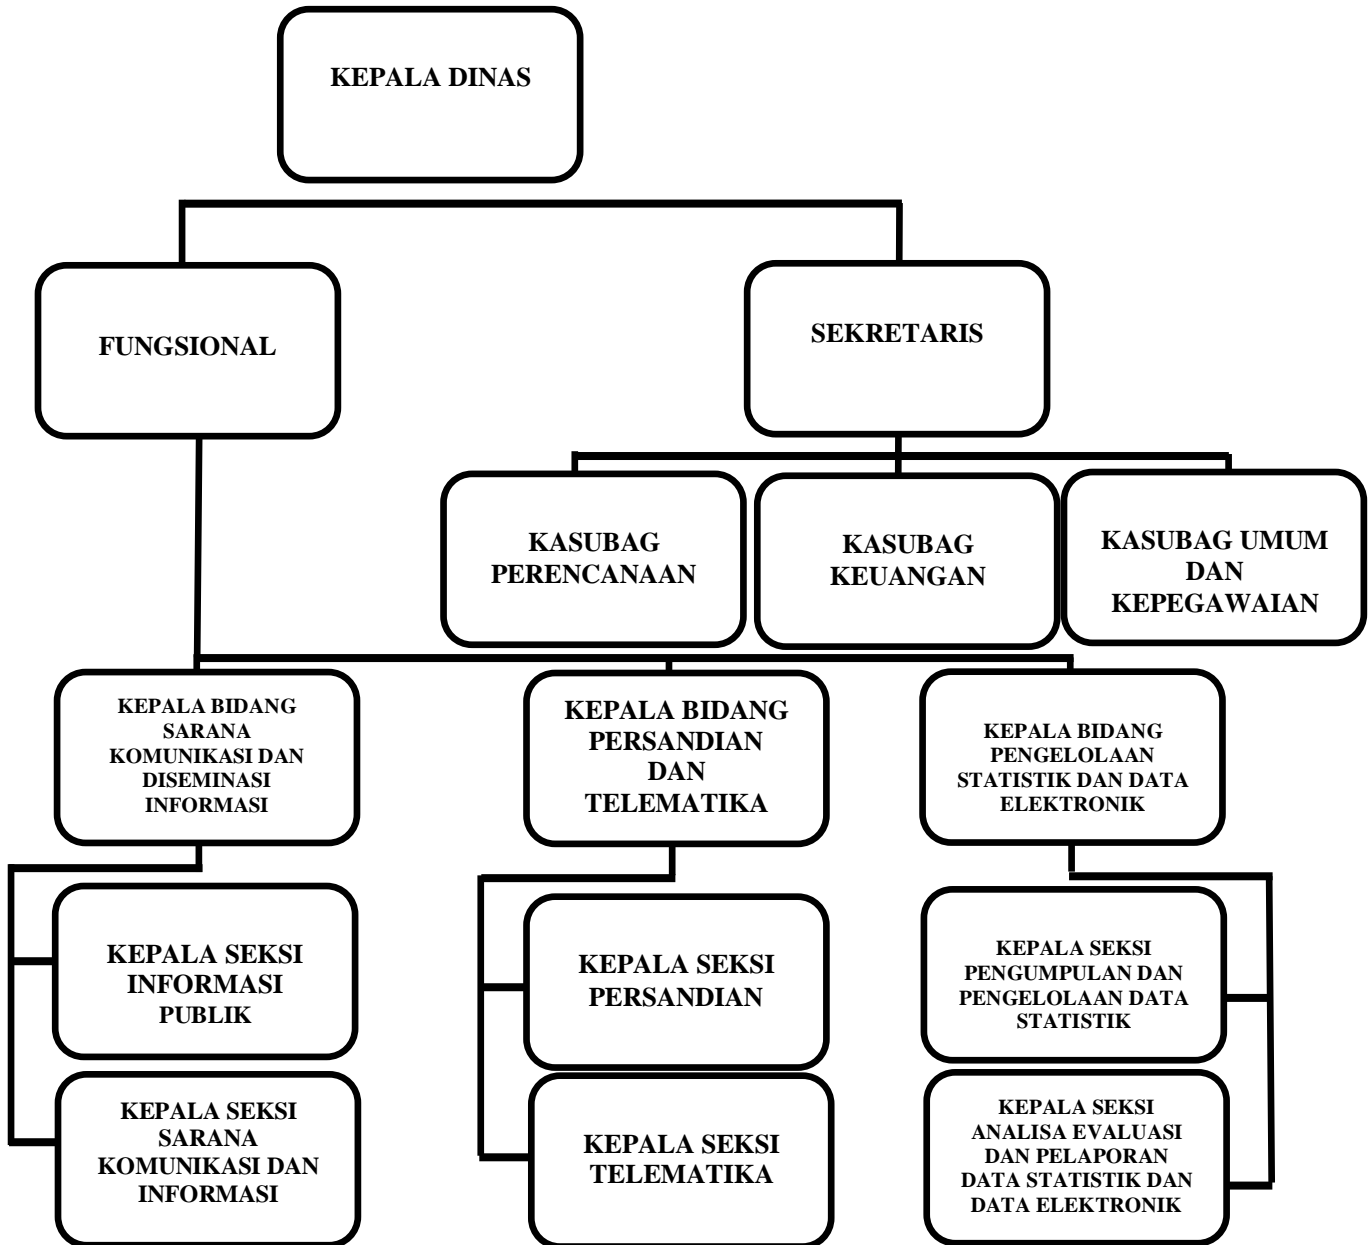 KEPALA DINAS
FUNGSIONAL
SEKRETARIS
KASUBAG
PERENCANAAN
KASUBAG
KEUANGAN
KASUBAG UMUM
DAN
KEPEGAWAIAN
KEPALA BIDANG
SARANA
KOMUNIKASI DAN
DISEMINASI
INFORMASI
KEPALA BIDANG
PERSANDIAN
DAN
TELEMATIKA
KEPALA BIDANG
PENGELOLAAN
STATISTIK DAN DATA
ELEKTRONIK
KEPALA SEKSI
INFORMASI
PUBLIK
KEPALA SEKSI
PERSANDIAN
KEPALA SEKSI
PENGUMPULAN DAN
PENGELOLAAN DATA
STATISTIK
KEPALA SEKSI
SARANA
KOMUNIKASI DAN
INFORMASI
KEPALA SEKSI
TELEMATIKA
KEPALA SEKSI
ANALISA EVALUASI
DAN PELAPORAN
DATA STATISTIK DAN
DATA ELEKTRONIK